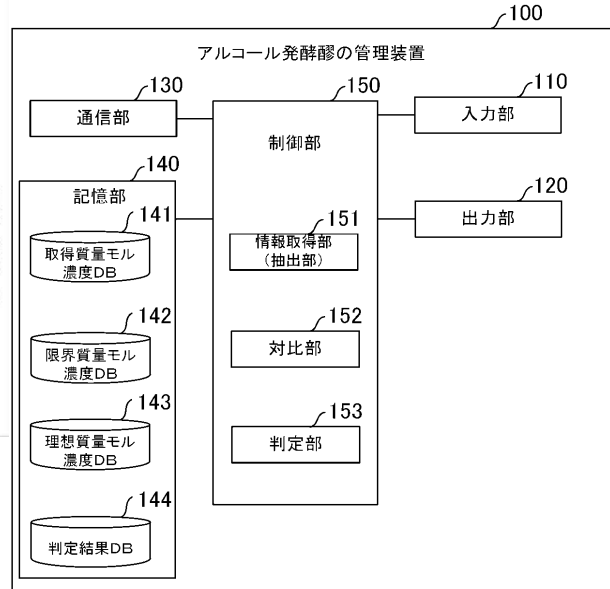 100
アルコール発酵醪の管理装置
130
通信部
150
制御部
110
入力部
140
記憶部
120
出力部
141
取得質量モル
濃度DB
151
情報取得部
(抽出部)
142
限界質量モル
濃度DB
152
対比部
143
理想質量モル
濃度DB
153
判定部
144
判定結果DB